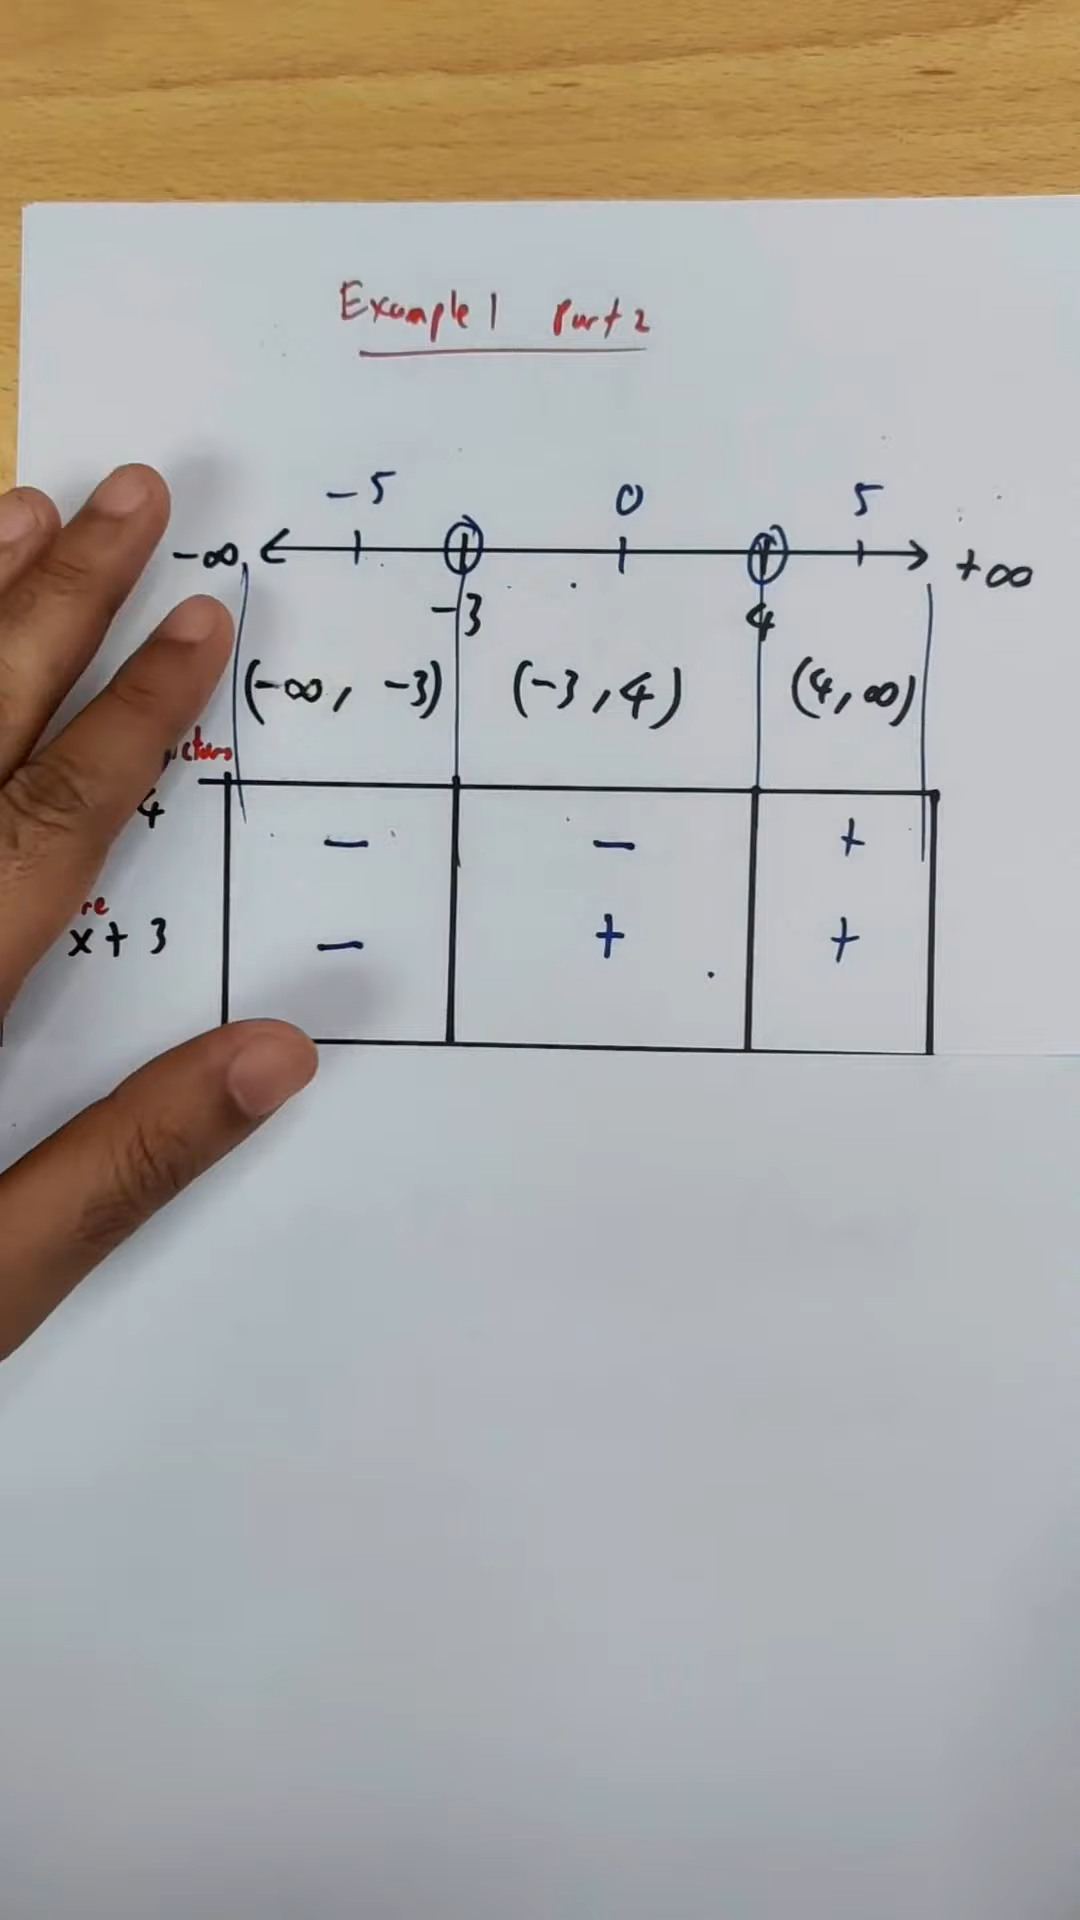 Example 1 Part 2
-5 0 5
-∞ +∞
-3 4
(-∞, -3) (-3, 4) (4, ∞)
4 - - +
x + 3 - + +